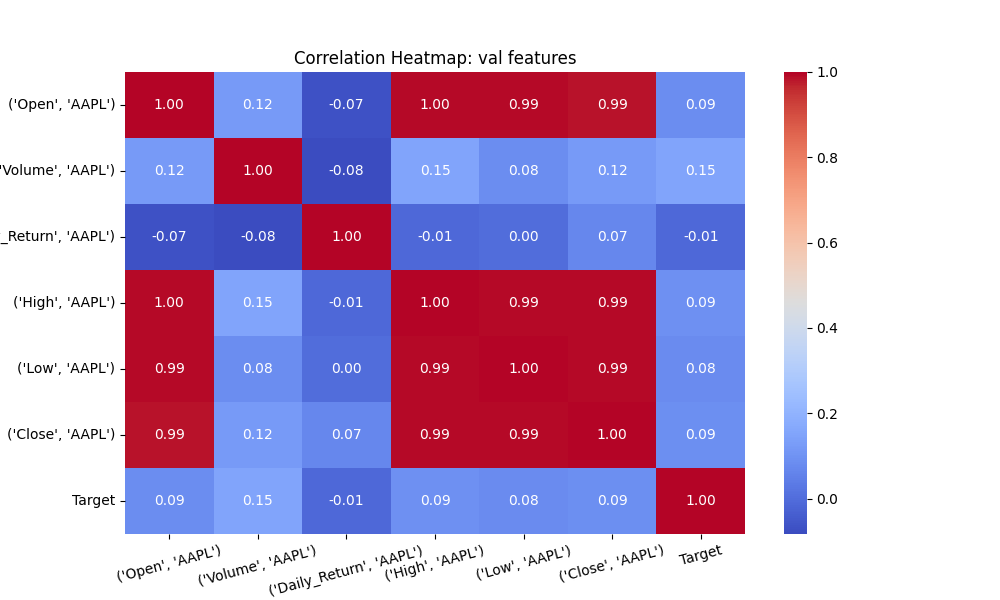 Correlation Heatmap: val features
('Open', 'AAPL') 1.00 0.12 -0.07 1.00 0.99 0.99 0.09
'Volume', 'AAPL') 0.12 1.00 -0.08 0.15 0.08 0.12 0.15
_Return', 'AAPL') -0.07 -0.08 1.00 -0.01 0.00 0.07 -0.01
('High', 'AAPL') 1.00 0.15 -0.01 1.00 0.99 0.99 0.09
('Low', 'AAPL') 0.99 0.08 0.00 0.99 1.00 0.99 0.08
('Close', 'AAPL') 0.99 0.12 0.07 0.99 0.99 1.00 0.09
Target 0.09 0.15 -0.01 0.09 0.08 0.09 1.00
('Open', 'AAPL') ('Volume', 'AAPL') ('Daily_Return', 'AAPL') ('High', 'AAPL') ('Low', 'AAPL') ('Close', 'AAPL') Target
1.0
0.8
0.6
0.4
0.2
0.0